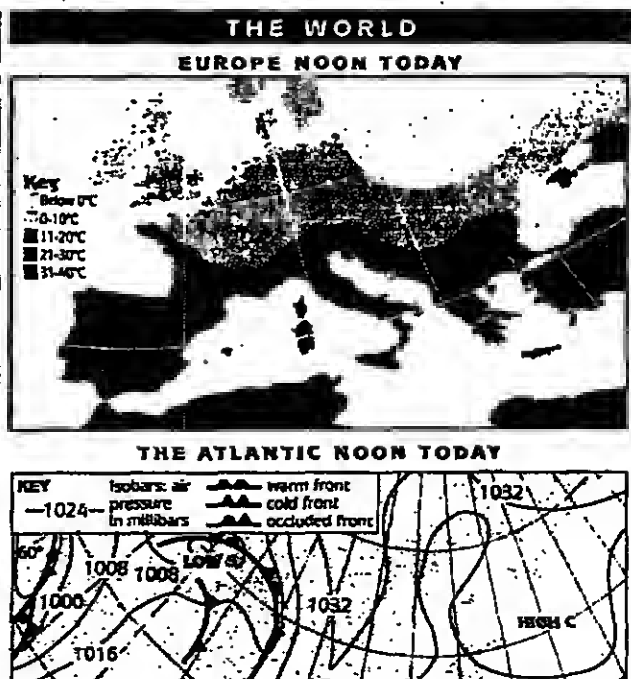 THE WORLD
EUROPE NOON TODAY
Key
Below 0°C
0-10°C
11-20°C
21-30°C
31-40°C
THE ATLANTIC NOON TODAY
KEY
—1024—
Isobars: air
pressure
in millibars
warm front
cold front
occluded front
1032
60°
LOW
1008
1008
1000
1032
HIGH C
1016